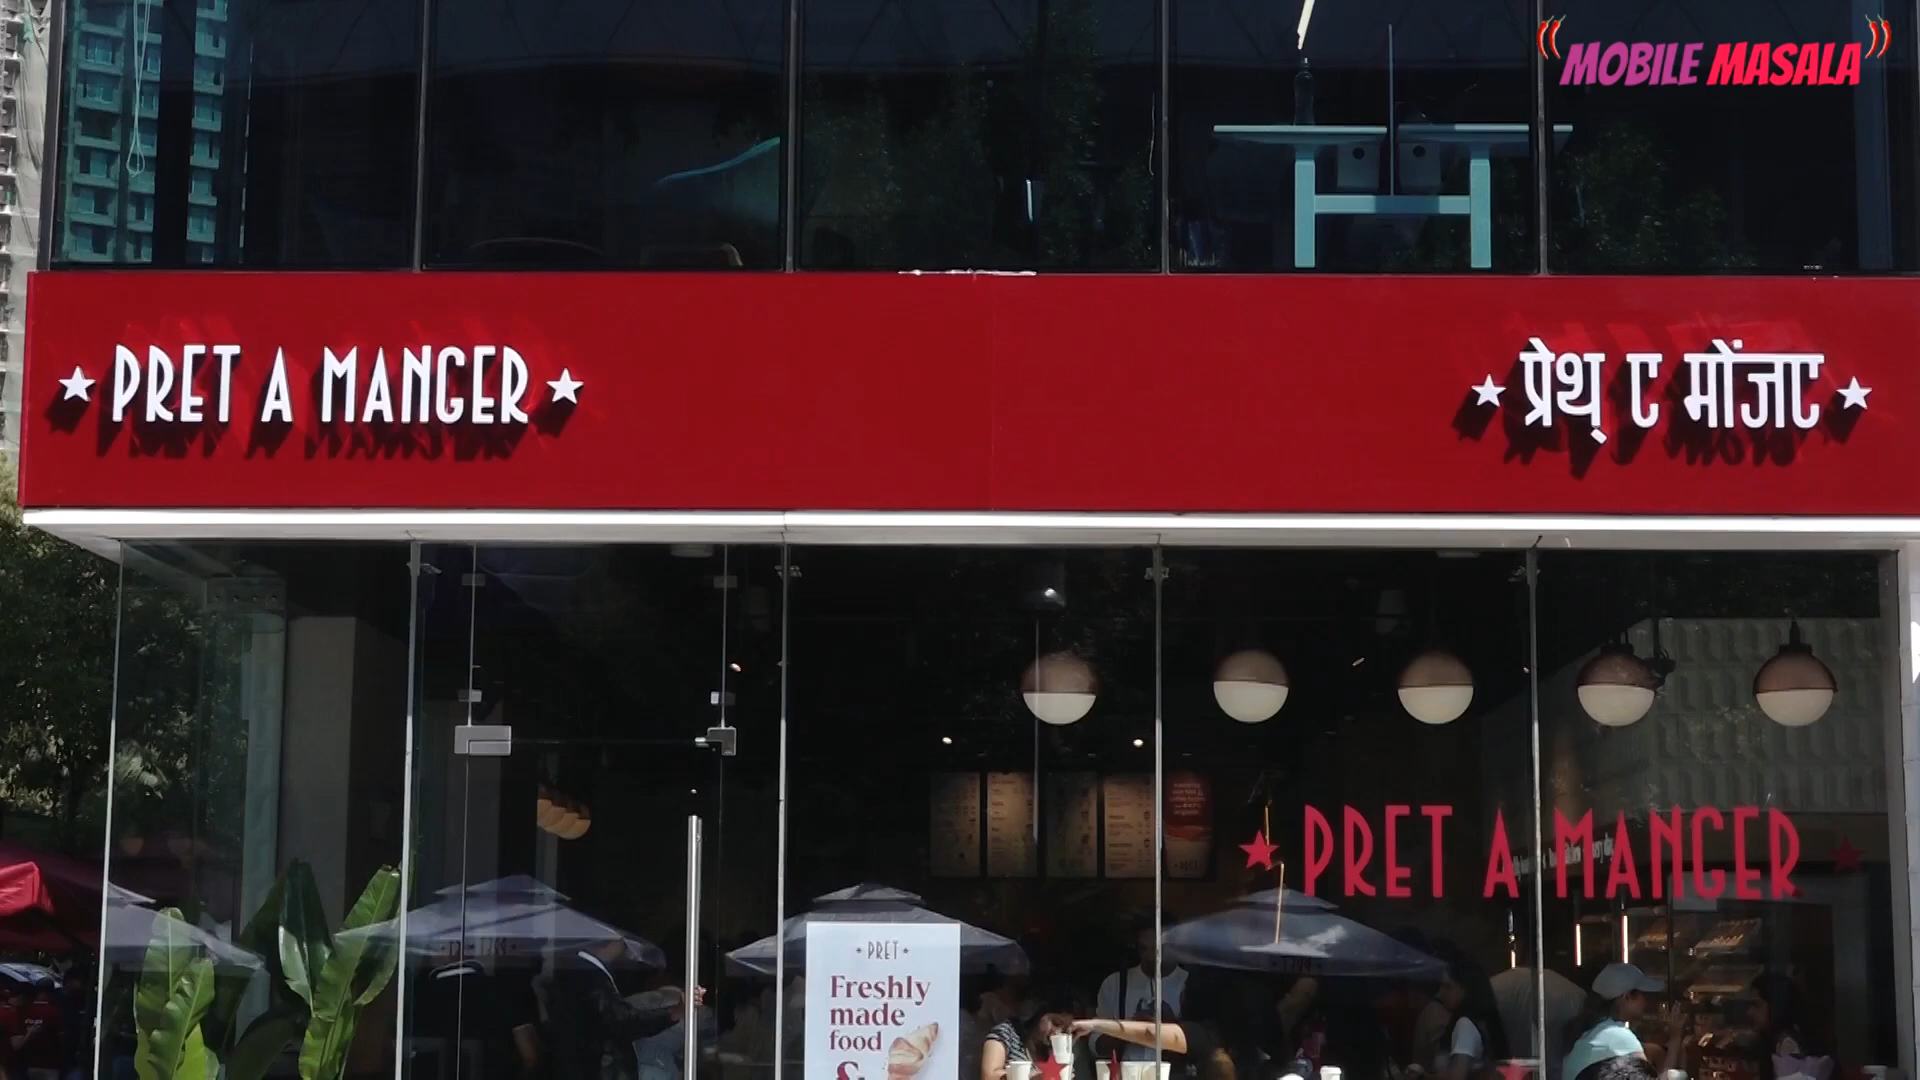 MOBILE MASALA
PRET A MANGER
प्रेथ् ए मोंजाए
PRET A MANGER
PRET
Freshly
made
food
&